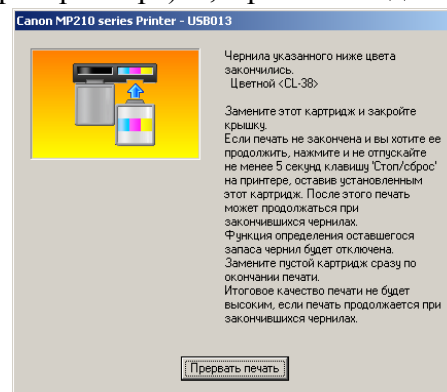 Canon MP210 series Printer - USB013
Чернила указанного ниже цвета
закончились.
Цветной <CL-38>
Замените этот картридж и закройте
крышку.
Если печать не закончена и вы хотите ее
продолжить, нажмите и не отпускайте
не менее 5 секунд клавишу 'Стоп/сброс'
на принтере, оставив установленным
этот картридж. После этого печать
может продолжаться при
закончившихся чернилах.
Функция определения оставшегося
запаса чернил будет отключена.
Замените пустой картридж сразу по
окончании печати.
Итоговое качество печати не будет
высоким, если печать продолжается при
закончившихся чернилах.
Прервать печать